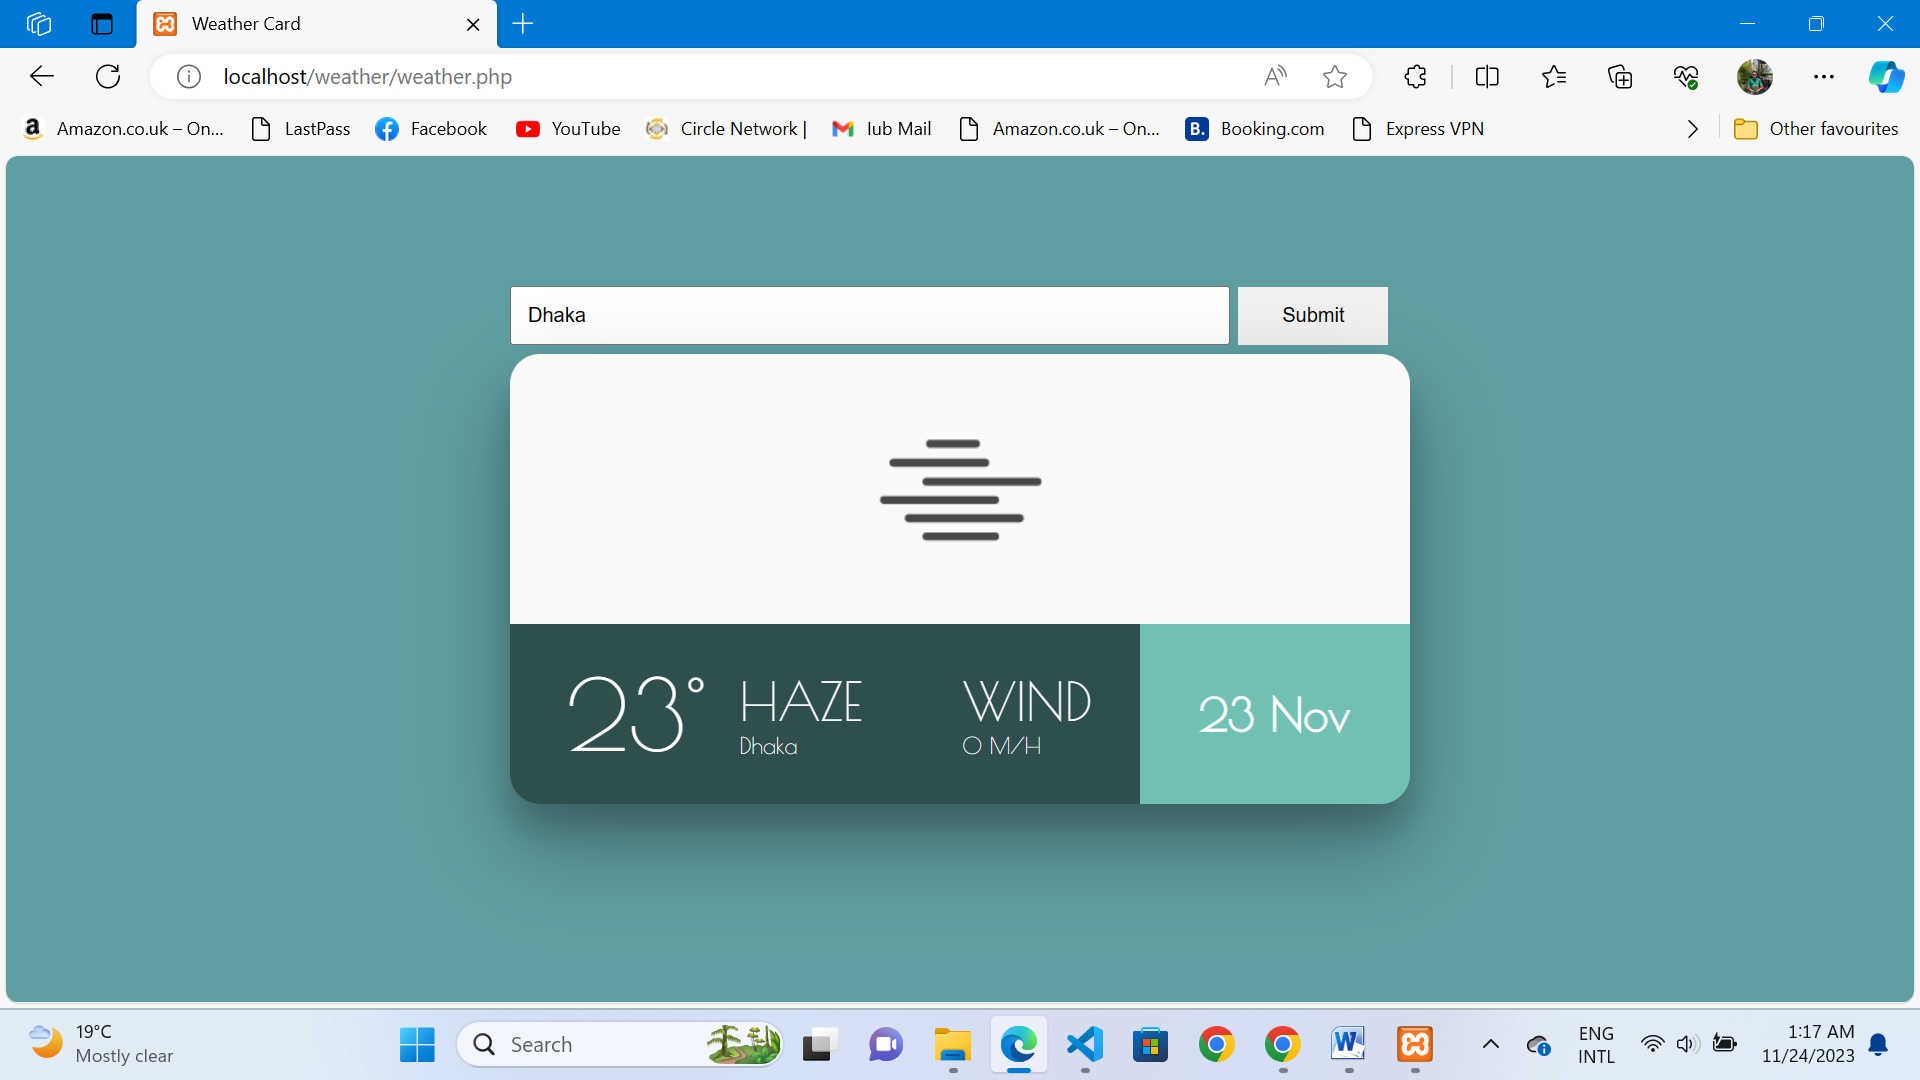 Weather Card
localhost/weather/weather.php
Amazon.co.uk – On... LastPass Facebook YouTube Circle Network | Iub Mail Amazon.co.uk – On... Booking.com Express VPN Other favourites
Dhaka Submit
23° HAZE WIND 23 Nov
Dhaka 0 M/H
19°C
Mostly clear
Search
ENG
INTL
1:17 AM
11/24/2023